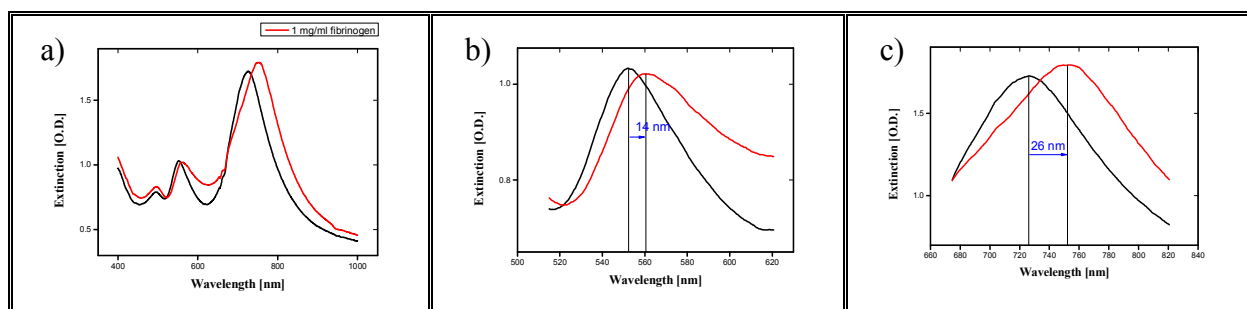 a)
1 mg/ml fibrinogen
Extinction [O.D.]
1.5
1.0
0.5
400
600
800
1000
Wavelength [nm]
b)
Extinction [O.D.]
1.0
0.8
14 nm
500
520
540
560
580
600
620
Wavelength [nm]
c)
Extinction [O.D.]
1.5
1.0
26 nm
660
680
700
720
740
760
780
800
820
840
Wavelength [nm]